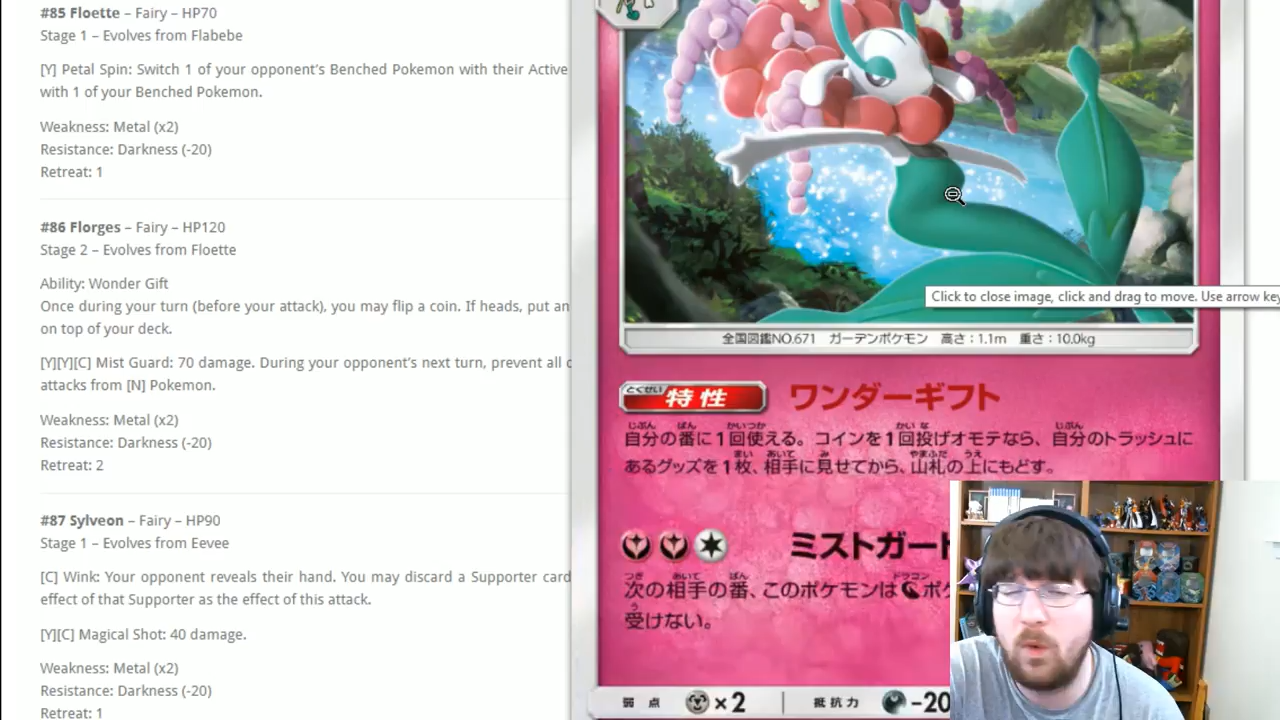 #85 Floette – Fairy – HP70
Stage 1 – Evolves from Flabebe
[Y] Petal Spin: Switch 1 of your opponent's Benched Pokemon with their Active
with 1 of your Benched Pokemon.
Weakness: Metal (x2)
Resistance: Darkness (-20)
Retreat: 1
#86 Florges – Fairy – HP120
Stage 2 – Evolves from Floette
Ability: Wonder Gift
Once during your turn (before your attack), you may flip a coin. If heads, put an
on top of your deck.
[Y][Y][C] Mist Guard: 70 damage. During your opponent's next turn, prevent all
attacks from [N] Pokemon.
Weakness: Metal (x2)
Resistance: Darkness (-20)
Retreat: 2
#87 Sylveon – Fairy – HP90
Stage 1 – Evolves from Eevee
[C] Wink: Your opponent reveals their hand. You may discard a Supporter card
effect of that Supporter as the effect of this attack.
[Y][C] Magical Shot: 40 damage.
Weakness: Metal (x2)
Resistance: Darkness (-20)
Retreat: 1
Click to close image, click and drag to move. Use arrow key
全国図鑑NO.671 ガーデンポケモン 高さ:1.1m 重さ:10.0kg
特性 ワンダーギフト
自分の番に1回使える。コインを1回投げオモテなら、自分のトラッシュに
あるグッズを1枚、相手に見せてから、山札の上にもどす。
ミストガード
次の相手の番、このポケモンは ポケ
受けない。
弱点 ×2 抵抗力 -20